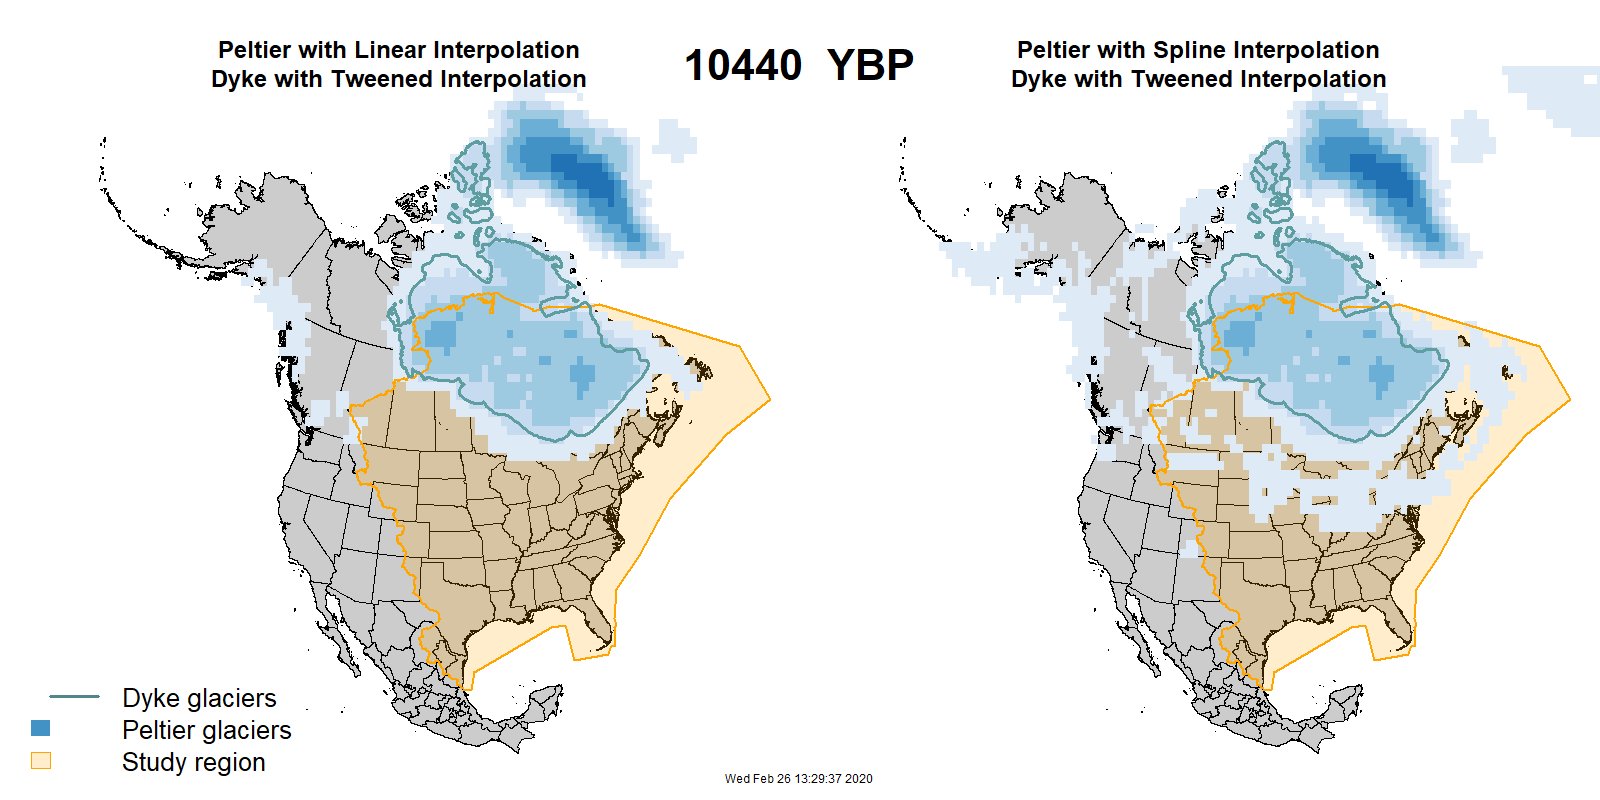 Peltier with Linear Interpolation
Dyke with Tweened Interpolation
10440 YBP
Peltier with Spline Interpolation
Dyke with Tweened Interpolation
Dyke glaciers
Peltier glaciers
Study region
Wed Feb 26 13:29:37 2020